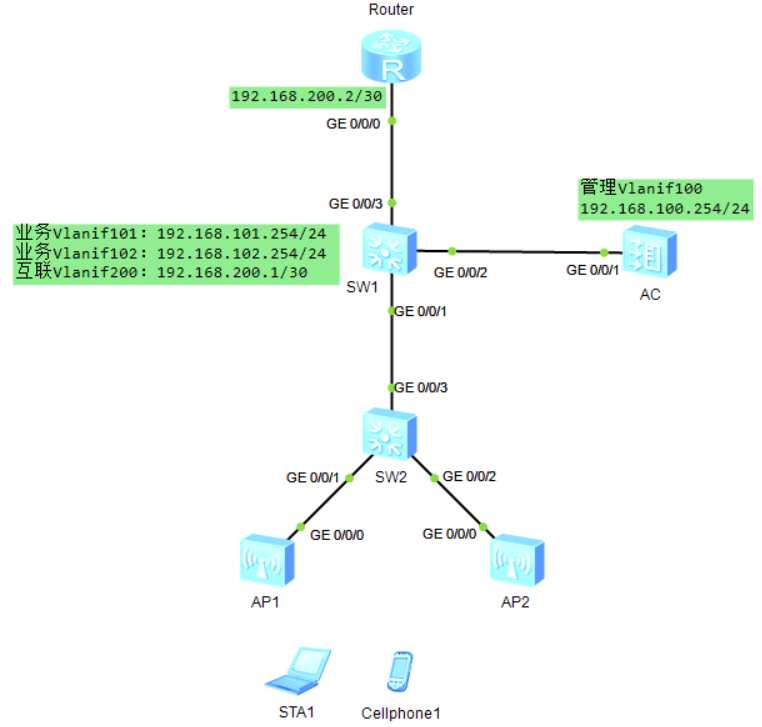 Router
192.168.200.2/30
GE 0/0/0
GE 0/0/3
管理Vlanif100
192.168.100.254/24
业务Vlanif101：192.168.101.254/24
业务Vlanif102：192.168.102.254/24
互联Vlanif200：192.168.200.1/30
GE 0/0/2
GE 0/0/1
SW1
AC
GE 0/0/1
GE 0/0/3
SW2
GE 0/0/1
GE 0/0/2
GE 0/0/0
GE 0/0/0
AP1
AP2
STA1
Cellphone1
R